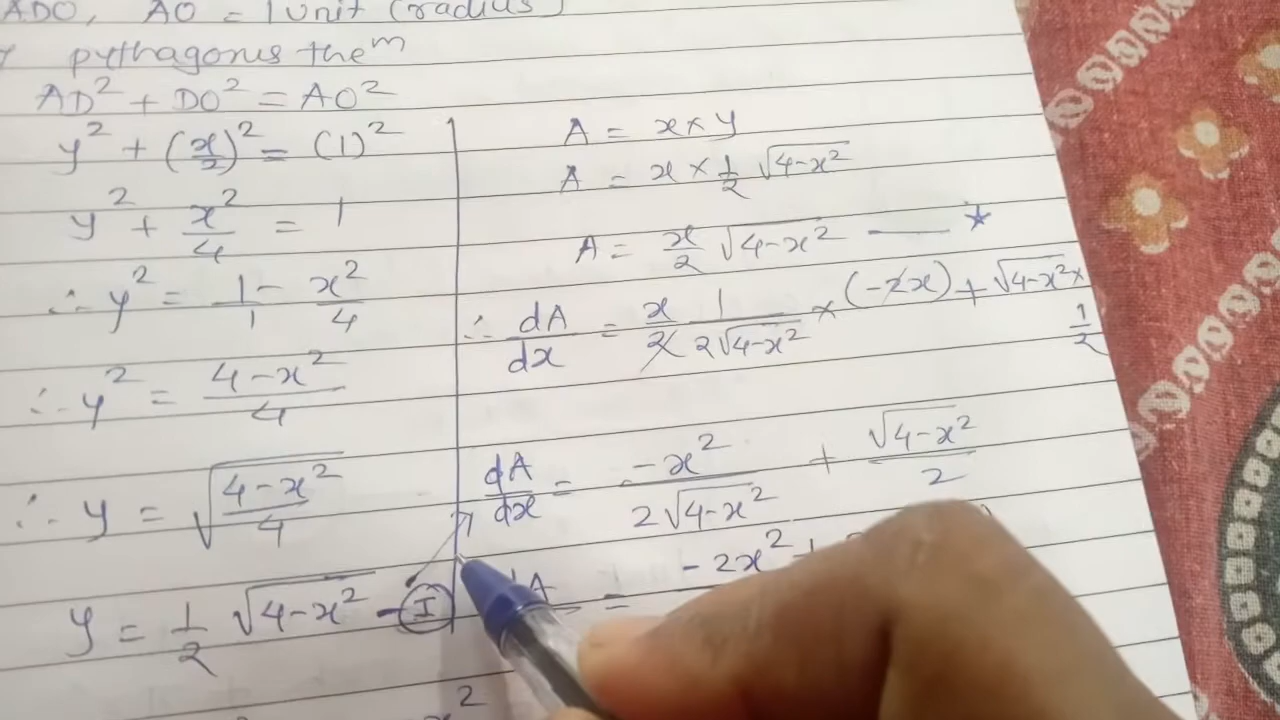 ADO, AO = 1 unit (radius)
pythagorus theᵐ
AD² + DO² = AO²
y² + (x/2)² = (1)²
y² + x²/4 = 1
∴ y² = 1/1 - x²/4
∴ y² = (4-x²)/4
∴ y = √((4-x²)/4)
y = 1/2 √(4-x²) - (I)
A = x × y
A = x × 1/2 √(4-x²)
A = x/2 √(4-x²) — ★
∴ dA/dx = x/2 1/(2√(4-x²)) × (-2x) + √(4-x²) × 1/2
dA/dx = -x²/(2√(4-x²)) + √(4-x²)/2
= -2x² +